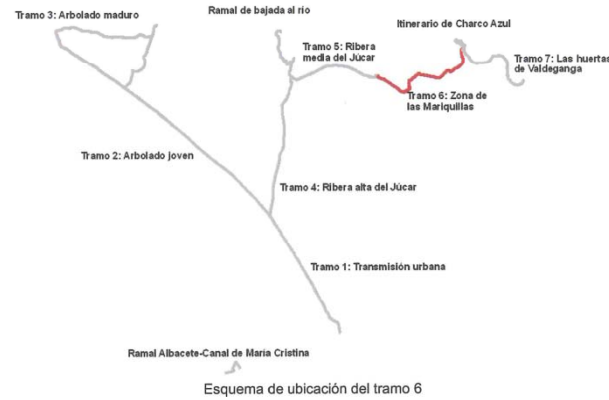 Tramo 3: Arbolado maduro
Ramal de bajada al río
Itinerario de Charco Azul
Tramo 5: Ribera
media del Júcar
Tramo 7: Las huertas
de Valdeganga
Tramo 6: Zona de
las Mariquillas
Tramo 2: Arbolado joven
Tramo 4: Ribera alta del Júcar
Tramo 1: Transmisión urbana
Ramal Albacete-Canal de María Cristina
Esquema de ubicación del tramo 6